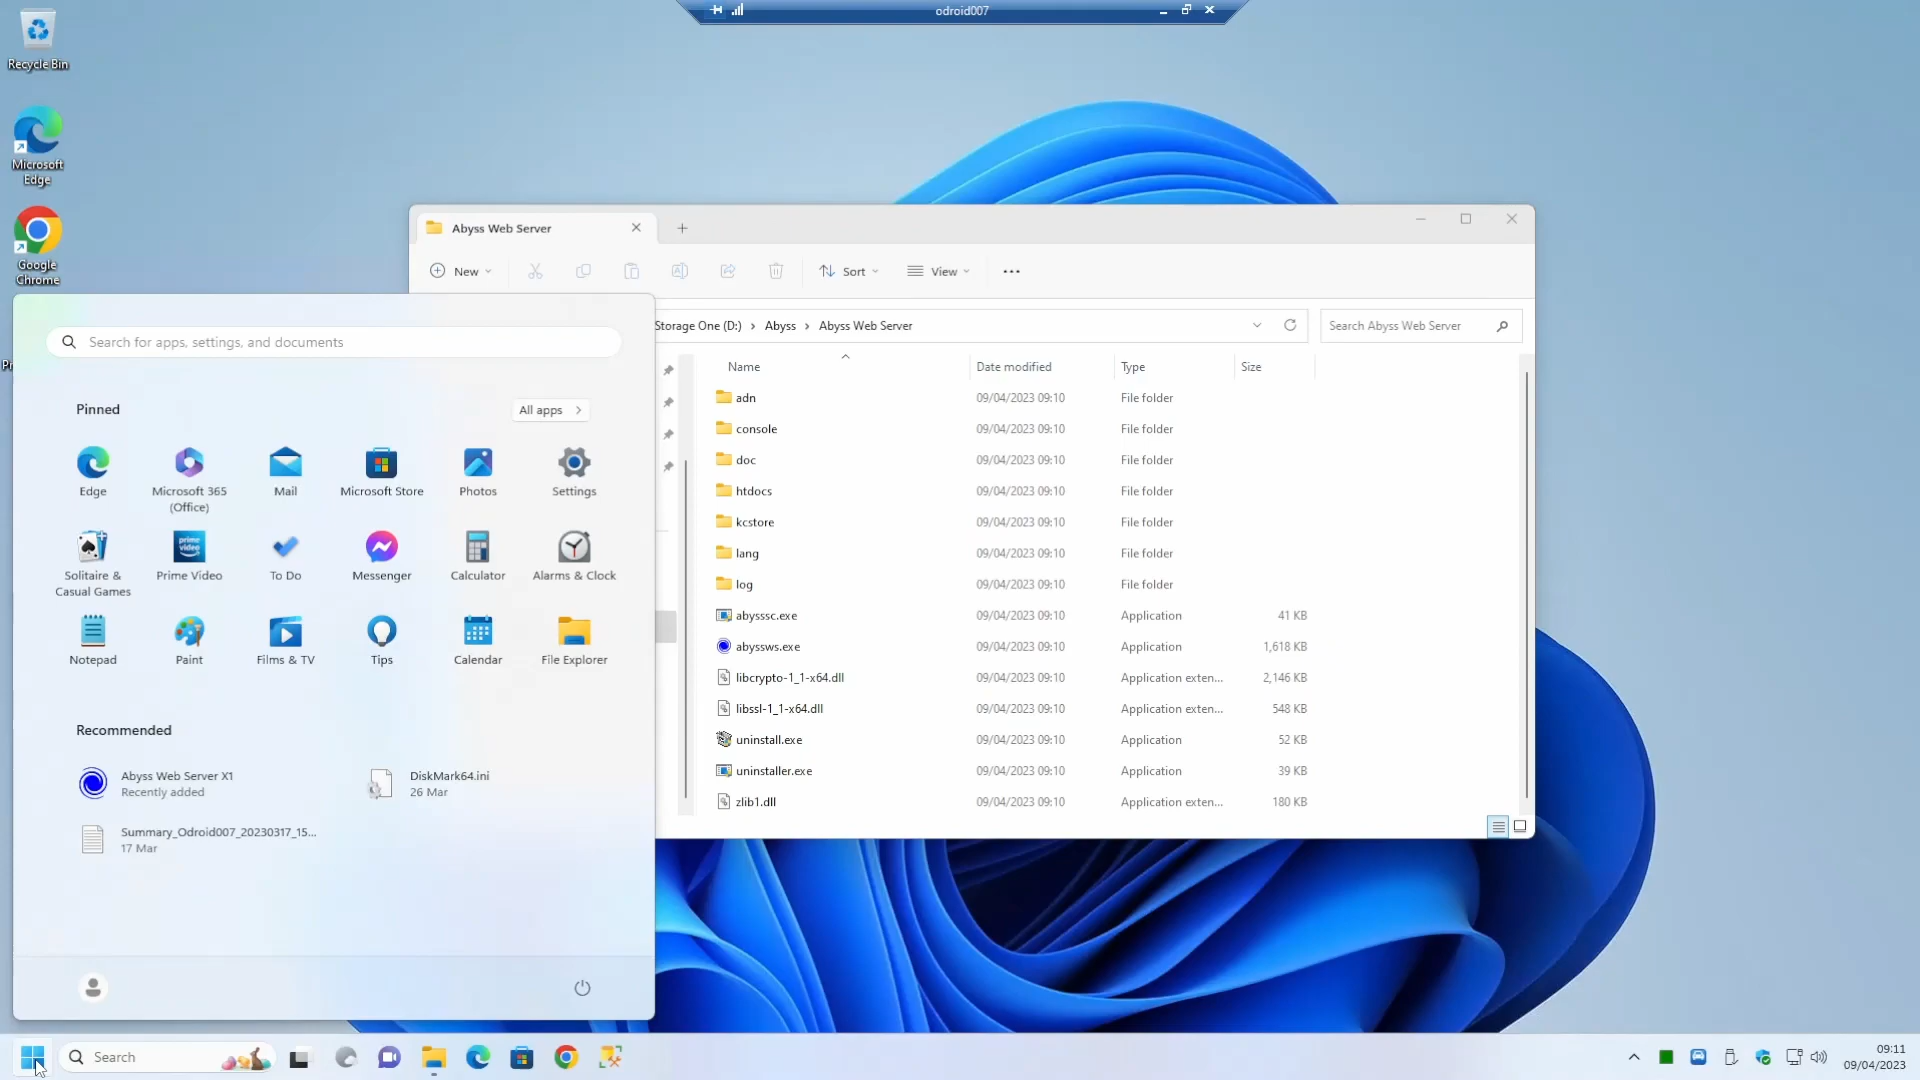 odroid007
Recycle Bin
Microsoft
Edge
Google
Chrome
Abyss Web Server
New
Sort
View
Storage One (D:) › Abyss › Abyss Web Server
Search Abyss Web Server
Name Date modified Type Size
adn 09/04/2023 09:10 File folder
console 09/04/2023 09:10 File folder
doc 09/04/2023 09:10 File folder
htdocs 09/04/2023 09:10 File folder
kcstore 09/04/2023 09:10 File folder
lang 09/04/2023 09:10 File folder
log 09/04/2023 09:10 File folder
abysssc.exe 09/04/2023 09:10 Application 41 KB
abyssws.exe 09/04/2023 09:10 Application 1,618 KB
libcrypto-1_1-x64.dll 09/04/2023 09:10 Application exten... 2,146 KB
libssl-1_1-x64.dll 09/04/2023 09:10 Application exten... 548 KB
uninstall.exe 09/04/2023 09:10 Application 52 KB
uninstaller.exe 09/04/2023 09:10 Application 39 KB
zlib1.dll 09/04/2023 09:10 Application exten... 180 KB
Search for apps, settings, and documents
Pinned
All apps
Edge
Microsoft 365
(Office)
Mail
Microsoft Store
Photos
Settings
Solitaire &
Casual Games
prime video
Prime Video
To Do
Messenger
Calculator
Alarms & Clock
Notepad
Paint
Films & TV
Tips
Calendar
File Explorer
Recommended
Abyss Web Server X1
Recently added
DiskMark64.ini
26 Mar
Summary_Odroid007_20230317_15...
17 Mar
Search
09:11
09/04/2023